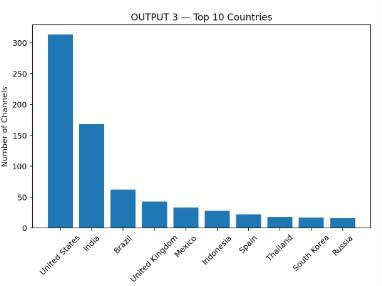 OUTPUT 3 — Top 10 Countries
Number of Channels
300
250
200
150
100
50
0
United States
India
Brazil
United Kingdom
Mexico
Indonesia
Spain
Thailand
South Korea
Russia